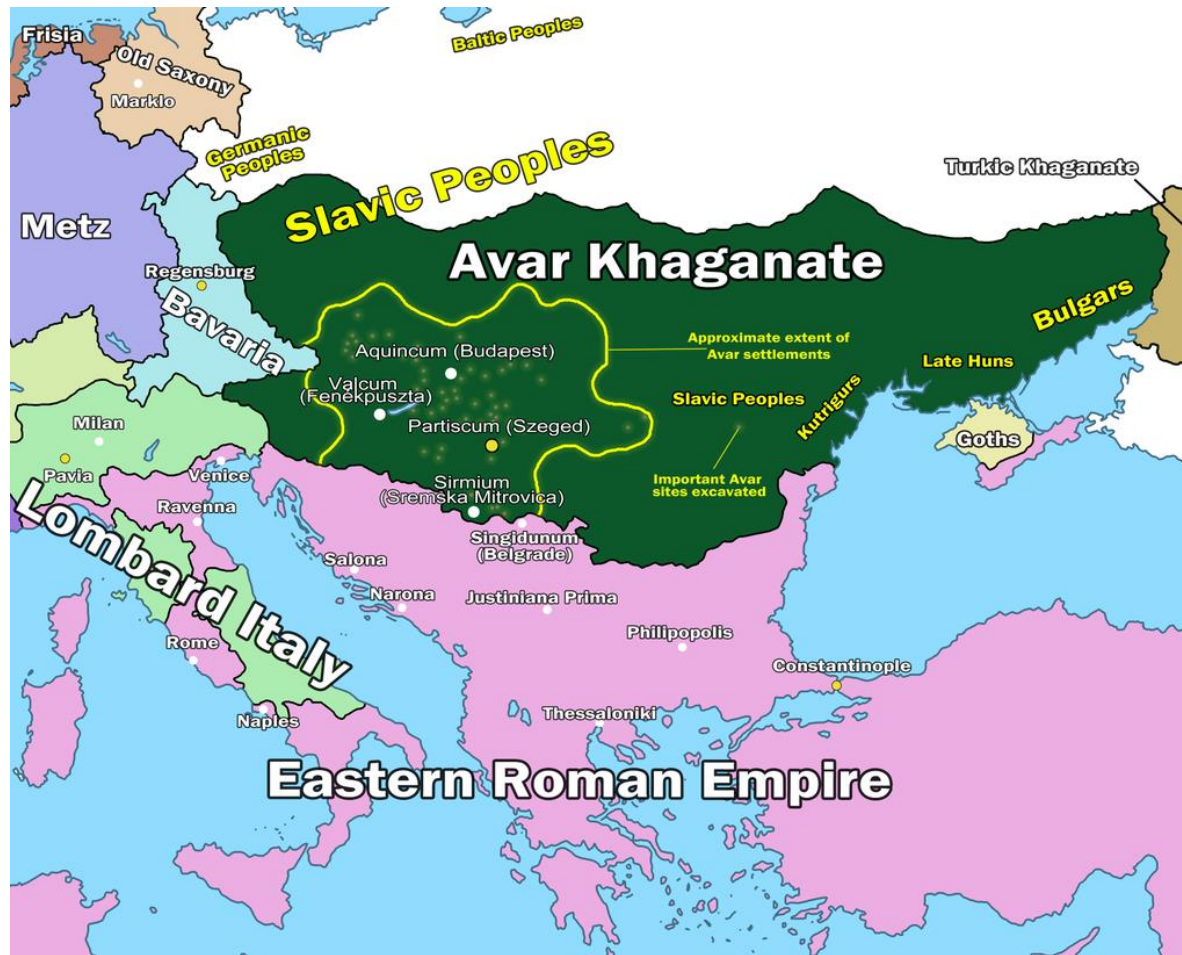 Frisia
Baltic Peoples
Old Saxony
Marklo
Germanic
Peoples
Slavic Peoples
Turkic Khaganate
Metz
Avar Khaganate
Regensburg
Bavaria
Bulgars
Approximate extent of
Avar settlements
Aquincum (Budapest)
Late Huns
Valcum
(Fenékpuszta)
Slavic Peoples
Kutrigurs
Milan
Partiscum (Szeged)
Goths
Pavia
Venice
Important Avar
sites excavated
Sirmium
(Sremska Mitrovica)
Ravenna
Lombard Italy
Singidunum
(Belgrade)
Salona
Narona
Justiniana Prima
Rome
Philipopolis
Constantinople
Naples
Thessaloniki
Eastern Roman Empire